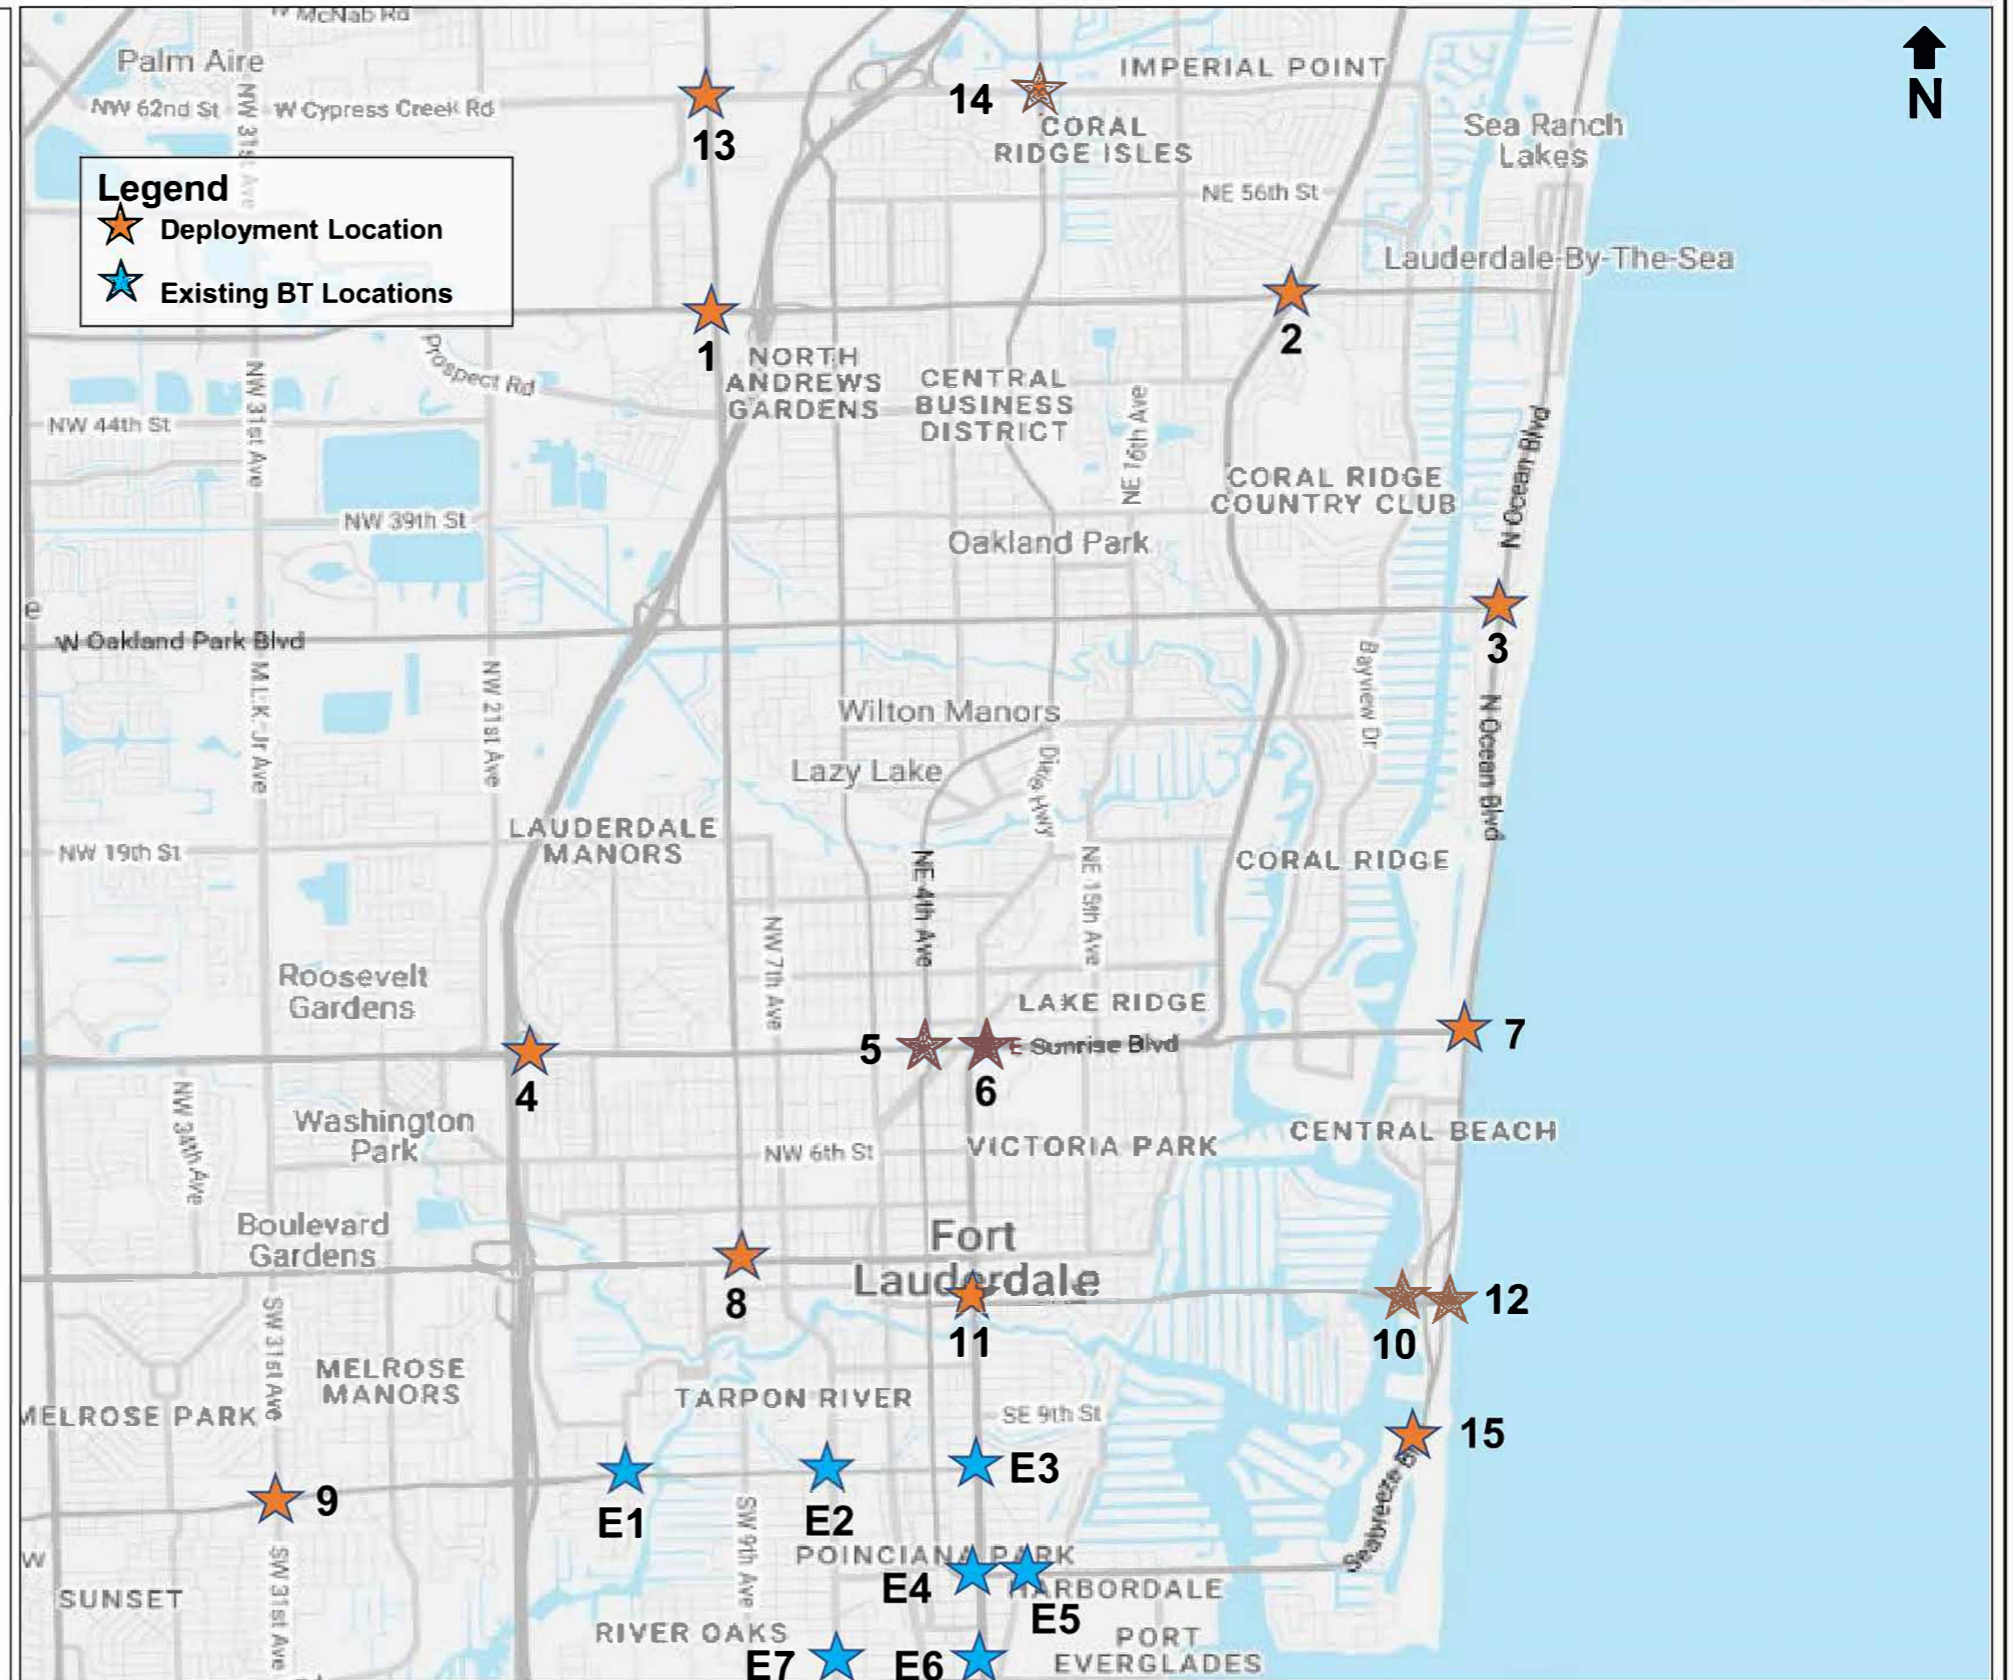 W McNab Rd
Palm Aire
NW 62nd St
W Cypress Creek Rd
NW 31st Ave
13
14
IMPERIAL POINT
CORAL
RIDGE ISLES
Sea Ranch
Lakes
N
NE 56th St
Legend
Deployment Location
Existing BT Locations
Lauderdale-By-The-Sea
1
2
NORTH
ANDREWS
GARDENS
CENTRAL
BUSINESS
DISTRICT
Prospect Rd
NW 31st Ave
NW 44th St
NE 16th Ave
N Ocean Blvd
CORAL RIDGE
COUNTRY CLUB
NW 39th St
Oakland Park
W Oakland Park Blvd
3
M.L.K. Jr Ave
NW 21st Ave
Bayview Dr
N Ocean Blvd
Wilton Manors
Lazy Lake
Dixie Hwy
LAUDERDALE
MANORS
NW 19th St
NE 4th Ave
NE 15th Ave
CORAL RIDGE
NW 7th Ave
Roosevelt
Gardens
LAKE RIDGE
4
5
6
E Sunrise Blvd
7
NW 34th Ave
Washington
Park
NW 6th St
VICTORIA PARK
CENTRAL BEACH
Boulevard
Gardens
Fort
Lauderdale
8
11
10
12
SW 31st Ave
MELROSE
MANORS
MELROSE PARK
TARPON RIVER
SE 9th St
15
9
E1
E2
E3
Seabreeze B
SW 9th Ave
SW 31st Ave
POINCIANA PARK
E4
HARBORDALE
E5
W
SUNSET
RIVER OAKS
E7
E6
PORT
EVERGLADES